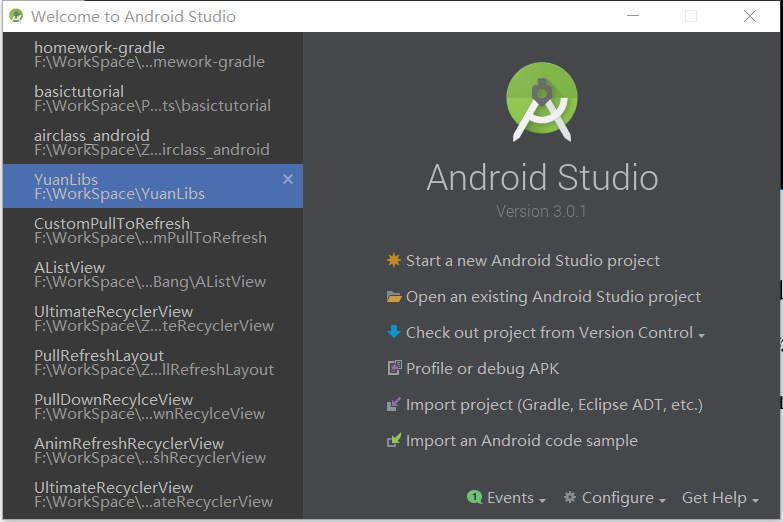 Welcome to Android Studio
homework-gradle
F:\WorkSpace\...mework-gradle
basictutorial
F:\WorkSpace\P...ts\basictutorial
airclass_android
F:\WorkSpace\Z...irclass_android
YuanLibs
F:\WorkSpace\YuanLibs
CustomPullToRefresh
F:\WorkSpace\...mPullToRefresh
AListView
F:\WorkSpace\...Bang\AListView
UltimateRecyclerView
F:\WorkSpace\Z...teRecyclerView
PullRefreshLayout
F:\WorkSpace\Z...llRefreshLayout
PullDownRecylceView
F:\WorkSpace\...wnRecylceView
AnimRefreshRecyclerView
F:\WorkSpace\...shRecyclerView
UltimateRecyclerView
F:\WorkSpace\...ateRecyclerView
Android Studio
Version 3.0.1
Start a new Android Studio project
Open an existing Android Studio project
Check out project from Version Control
Profile or debug APK
Import project (Gradle, Eclipse ADT, etc.)
Import an Android code sample
1 Events Configure Get Help